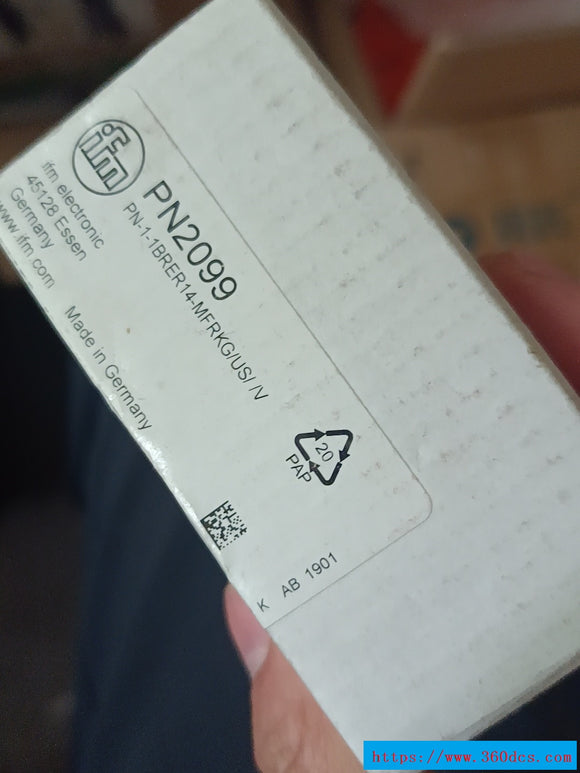 ifm
ifm electronic
45128 Essen
Germany
www.ifm.com
PN2099
PN-1-1BRER14-MFRKG/US/ /V
Made in Germany
20
PAP
K AB 1901
https://www.360dcs.com